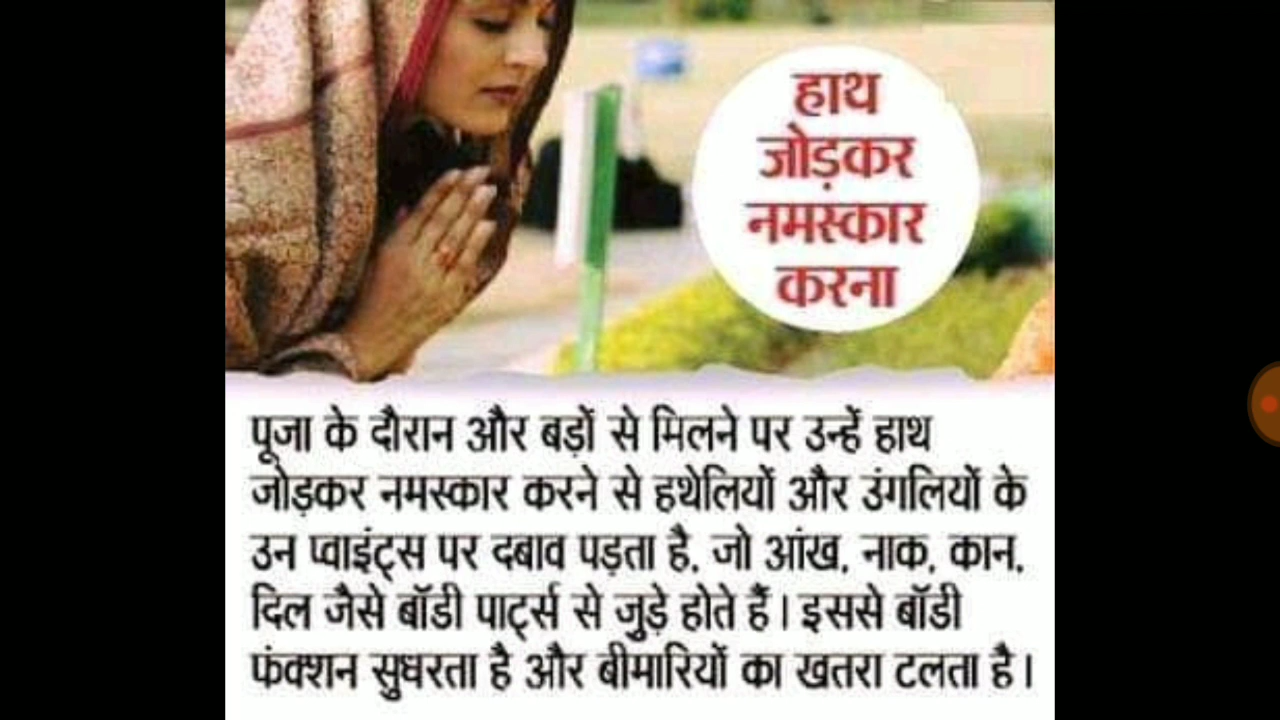 हाथ
जोड़कर
नमस्कार
करना
पूजा के दौरान और बड़ों से मिलने पर उन्हें हाथ
जोड़कर नमस्कार करने से हथेलियों और उंगलियों के
उन प्वाइंट्स पर दबाव पड़ता है, जो आंख, नाक, कान,
दिल जैसे बॉडी पार्ट्स से जुड़े होते हैं। इससे बॉडी
फंक्शन सुधरता है और बीमारियों का खतरा टलता है।